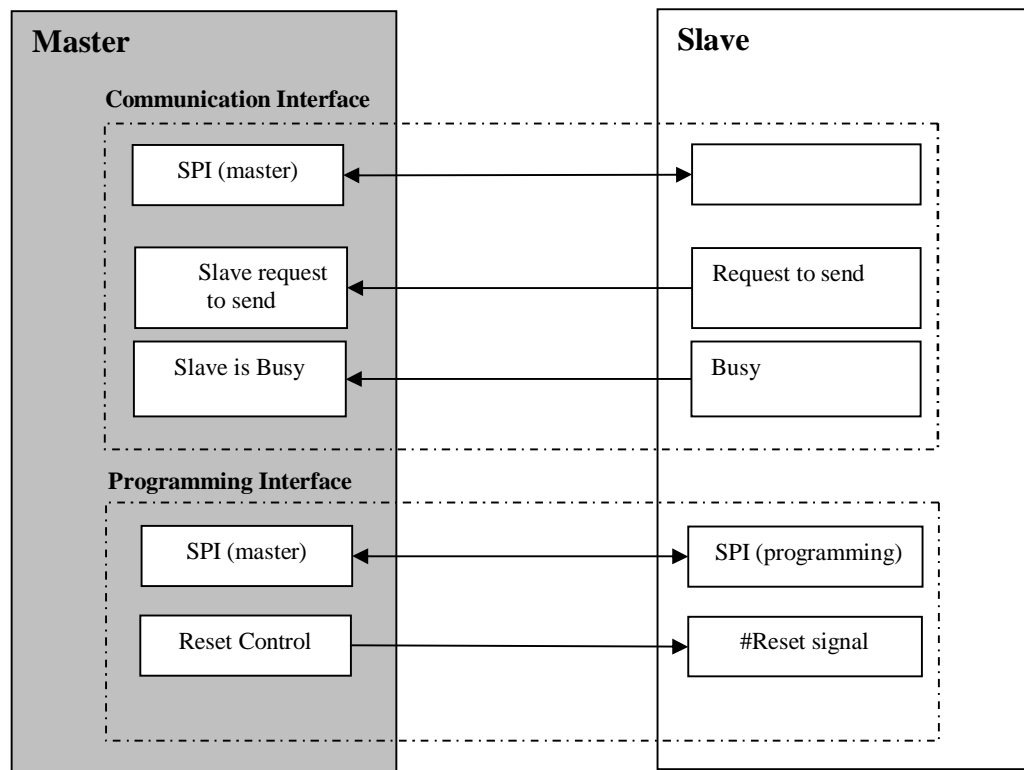 Master
Slave
Communication Interface
SPI (master)
Slave request
to send
Request to send
Slave is Busy
Busy
Programming Interface
SPI (master)
SPI (programming)
Reset Control
#Reset signal